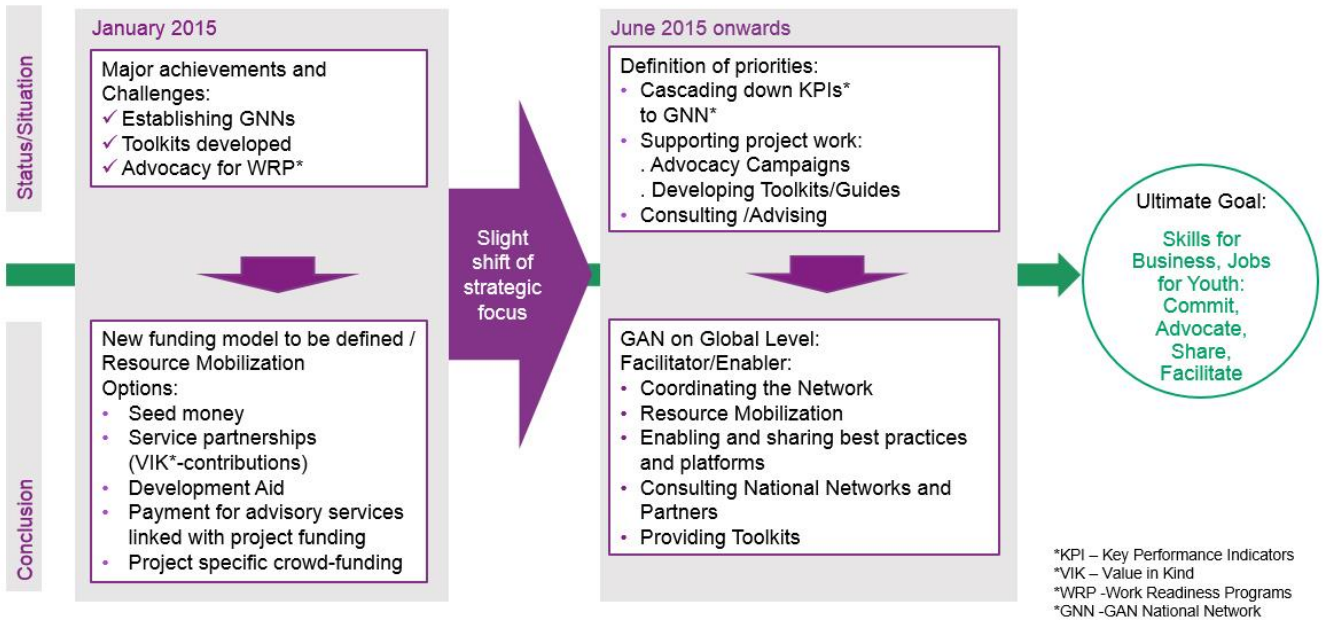 Status/Situation
January 2015
Major achievements and
Challenges:
✓ Establishing GNNs
✓ Toolkits developed
✓ Advocacy for WRP*
Conclusion
New funding model to be defined /
Resource Mobilization
Options:
• Seed money
• Service partnerships
(VIK*-contributions)
• Development Aid
• Payment for advisory services
linked with project funding
• Project specific crowd-funding
Slight
shift of
strategic
focus
June 2015 onwards
Definition of priorities:
• Cascading down KPIs*
to GNN*
• Supporting project work:
. Advocacy Campaigns
. Developing Toolkits/Guides
• Consulting /Advising
GAN on Global Level:
Facilitator/Enabler:
• Coordinating the Network
• Resource Mobilization
• Enabling and sharing best practices
and platforms
• Consulting National Networks and
Partners
• Providing Toolkits
Ultimate Goal:
Skills for
Business, Jobs
for Youth:
Commit,
Advocate,
Share,
Facilitate
*KPI – Key Performance Indicators
*VIK – Value in Kind
*WRP -Work Readiness Programs
*GNN -GAN National Network